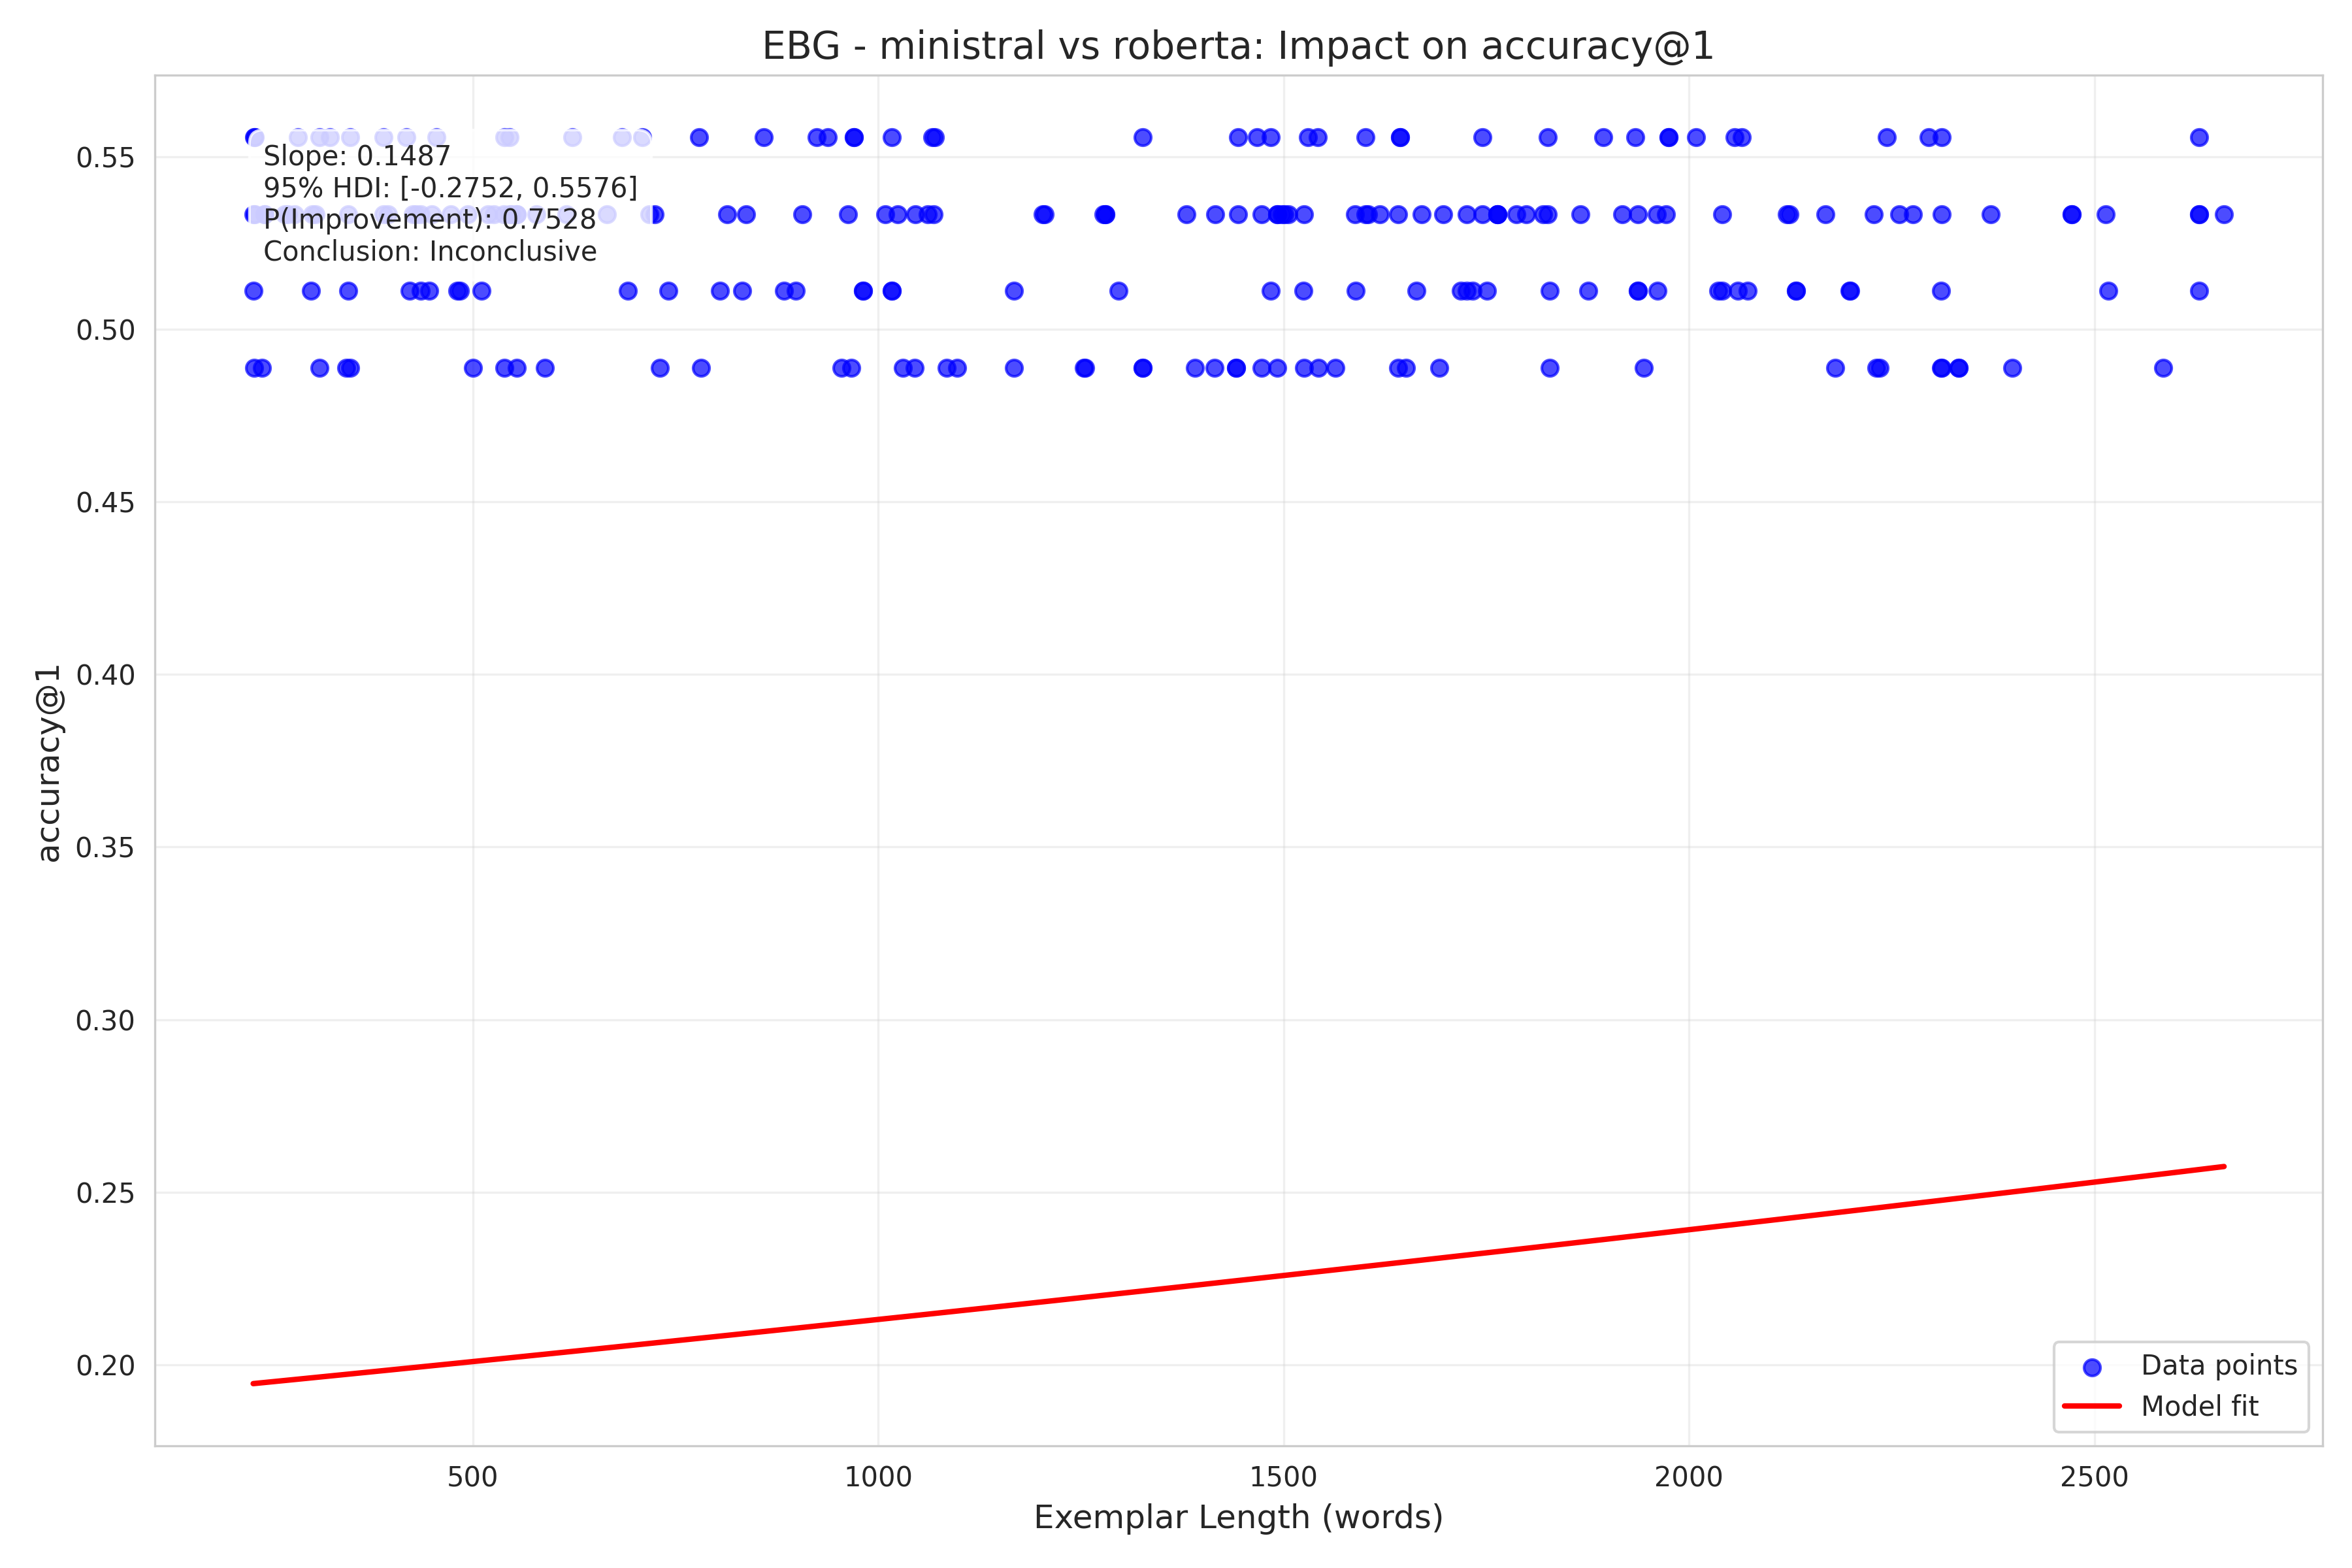 EBG - ministral vs roberta: Impact on accuracy@1
accuracy@1
0.55
0.50
0.45
0.40
0.35
0.30
0.25
0.20
Slope: 0.1487
95% HDI: [-0.2752, 0.5576]
P(Improvement): 0.7528
Conclusion: Inconclusive
Data points
Model fit
500 1000 1500 2000 2500
Exemplar Length (words)